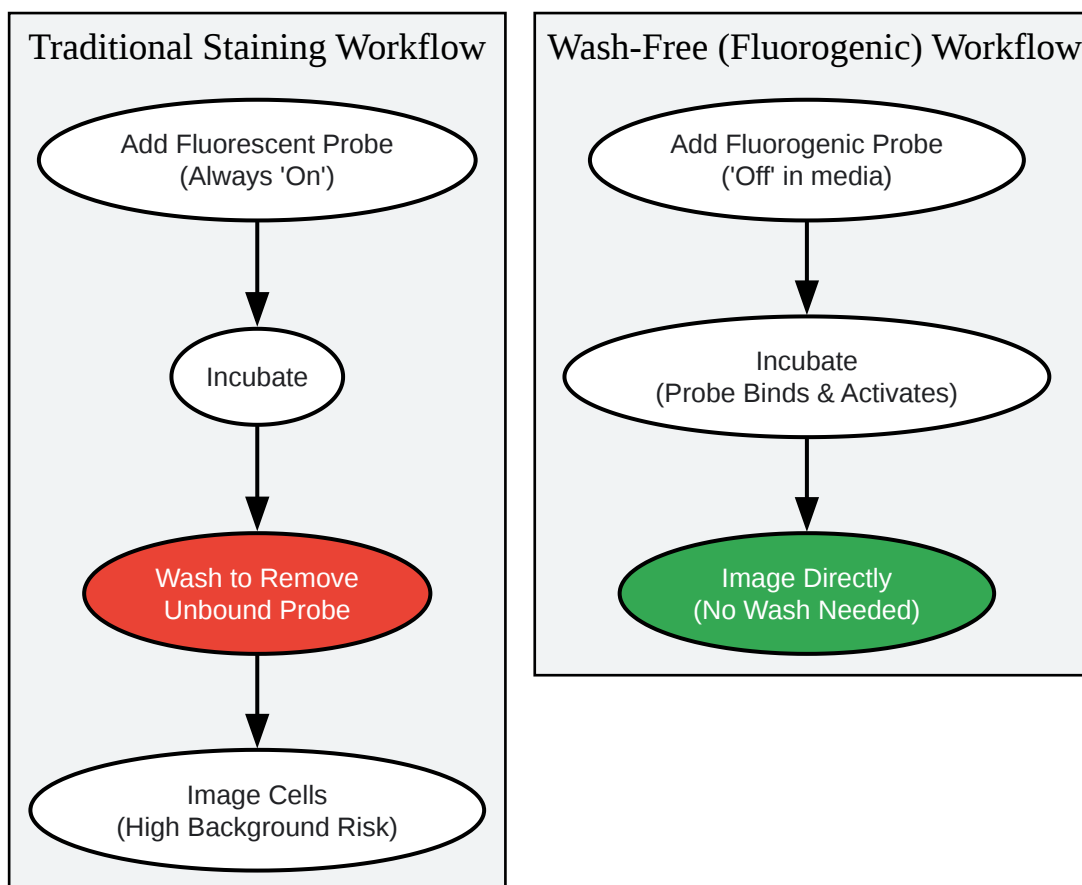 Traditional Staining Workflow
Add Fluorescent Probe
(Always 'On')
Incubate
Wash to Remove
Unbound Probe
Image Cells
(High Background Risk)
Wash-Free (Fluorogenic) Workflow
Add Fluorogenic Probe
('Off' in media)
Incubate
(Probe Binds & Activates)
Image Directly
(No Wash Needed)